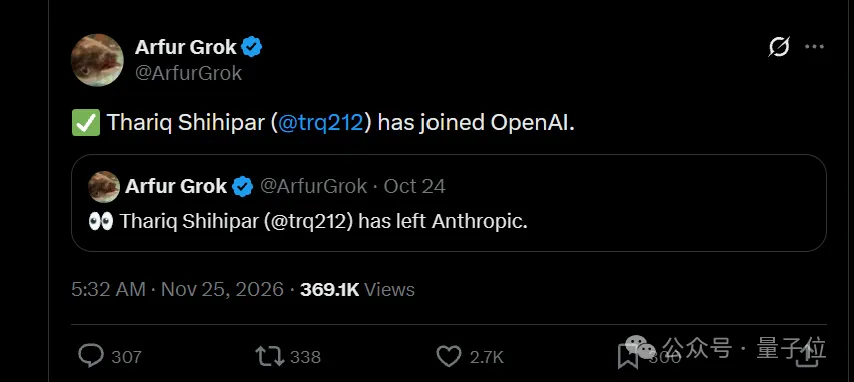 Arfur Grok
@ArfurGrok
✅ Thariq Shihipar (@trq212) has joined OpenAI.
Arfur Grok @ArfurGrok · Oct 24
👀 Thariq Shihipar (@trq212) has left Anthropic.
5:32 AM · Nov 25, 2026 · 369.1K Views
307 338 2.7K 300
公众号 · 量子位